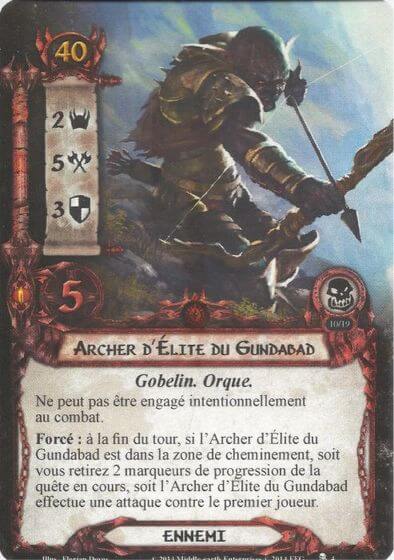 40
2
5
3
5
10/19
Archer d'Élite du Gundabad
Gobelin. Orque.
Ne peut pas être engagé intentionnellement
au combat.
Forcé : à la fin du tour, si l'Archer d'Élite du
Gundabad est dans la zone de cheminement, soit
vous retirez 2 marqueurs de progression de la
quête en cours, soit l'Archer d'Élite du Gundabad
effectue une attaque contre le premier joueur.
ENNEMI
Middle-earth Enterprises